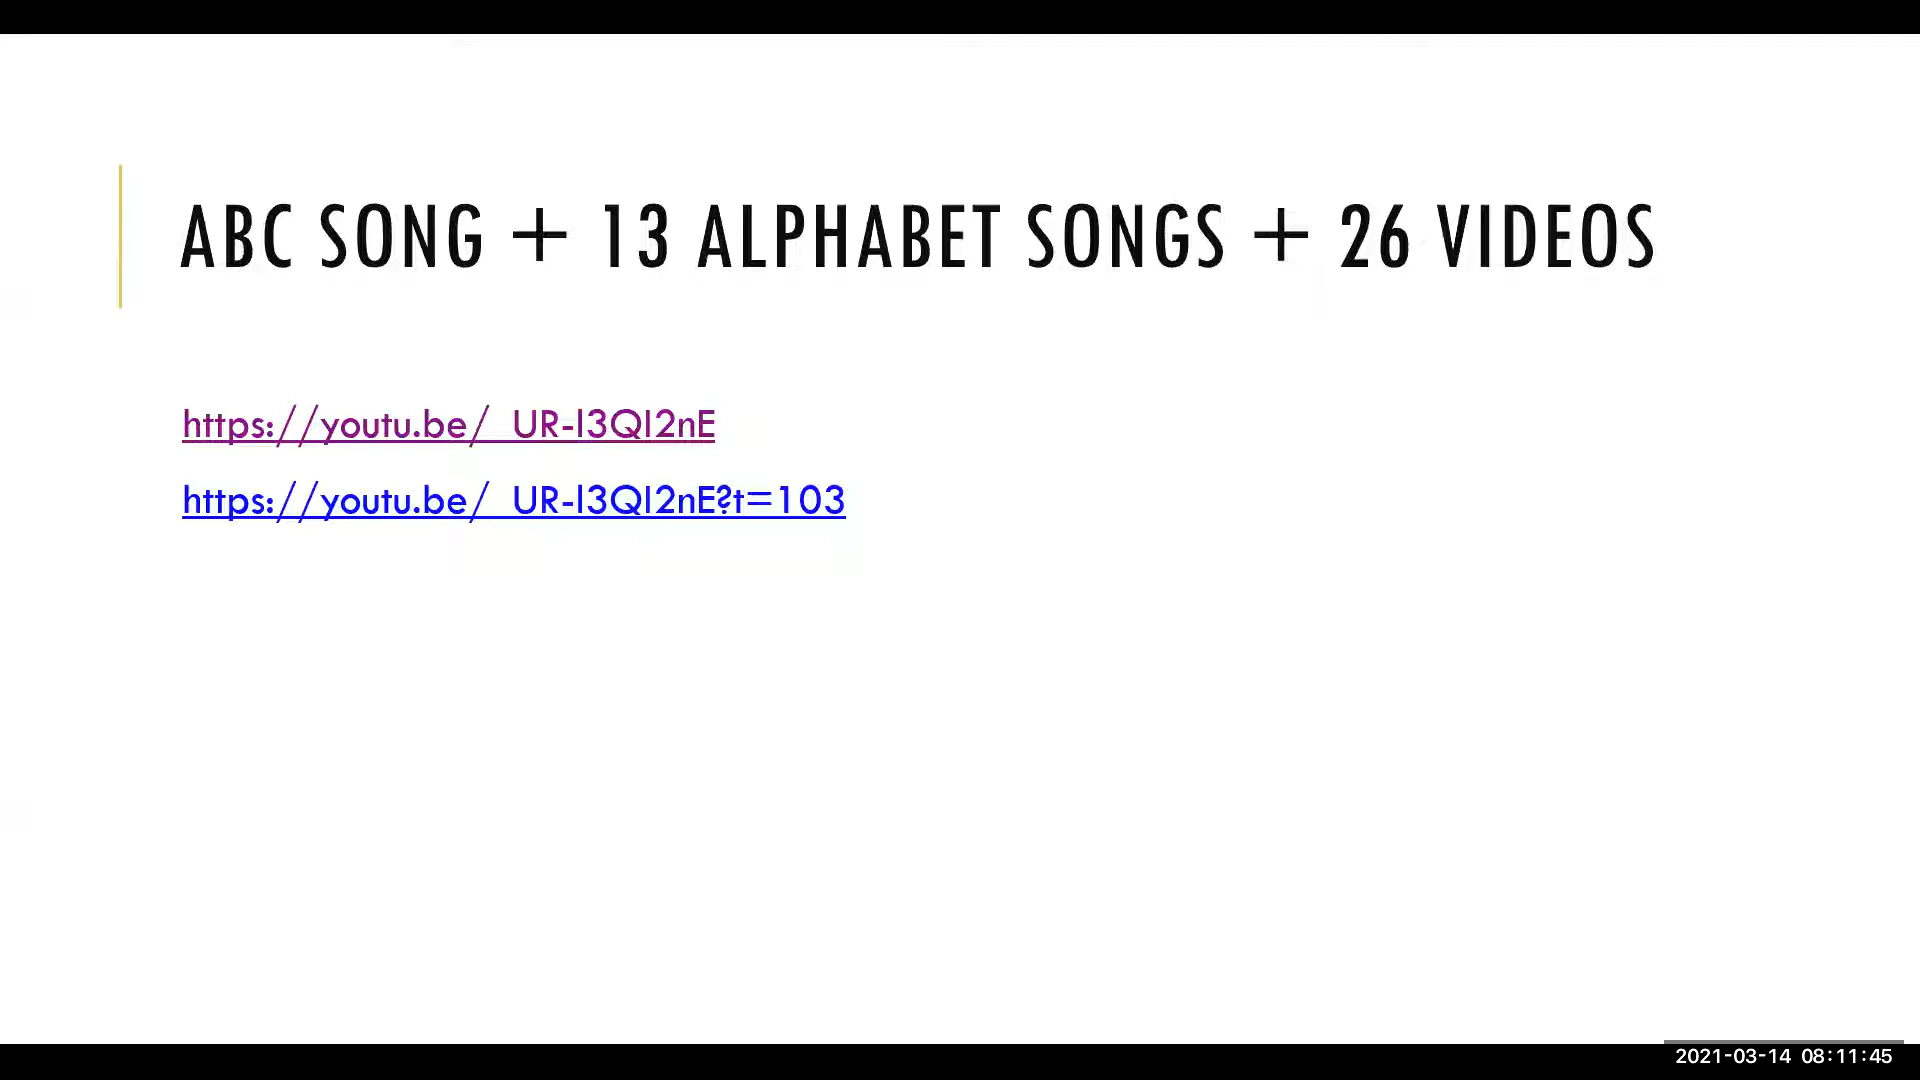 ABC SONG + 13 ALPHABET SONGS + 26 VIDEOS
https://youtu.be/_UR-l3QI2nE
https://youtu.be/_UR-l3QI2nE?t=103
2021-03-14 08:11:45